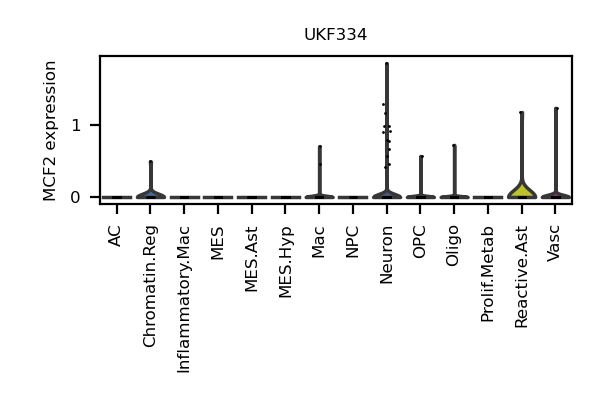 UKF334
MCF2 expression
1
0
AC
Chromatin.Reg
Inflammatory.Mac
MES
MES.Ast
MES.Hyp
Mac
NPC
Neuron
OPC
Oligo
Prolif.Metab
Reactive.Ast
Vasc